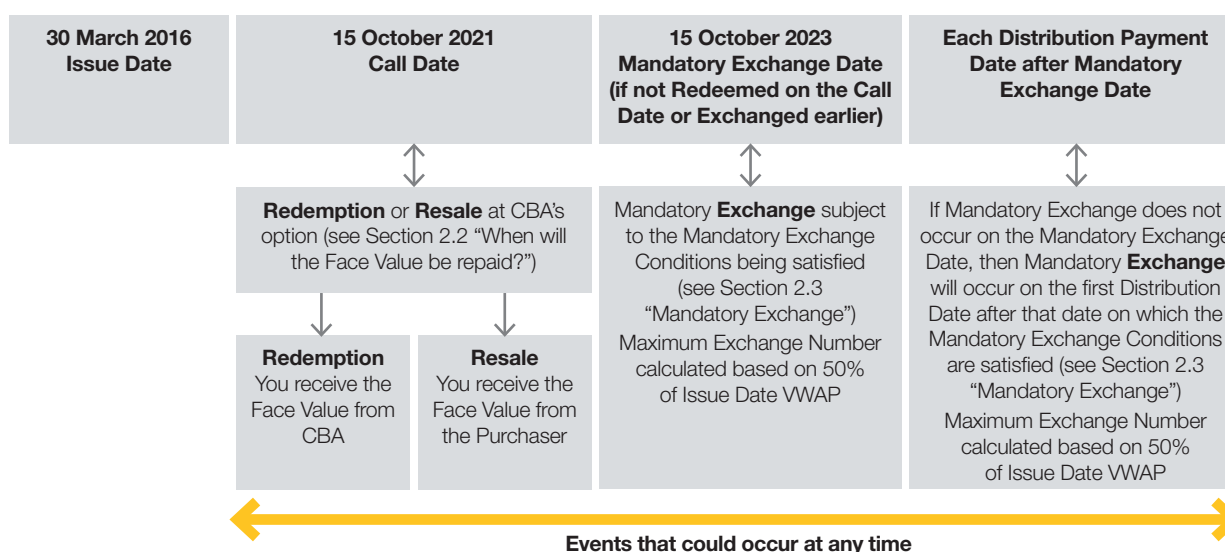 30 March 2016
Issue Date
15 October 2021
Call Date
15 October 2023
Mandatory Exchange Date
(if not Redeemed on the Call
Date or Exchanged earlier)
Each Distribution Payment
Date after Mandatory
Exchange Date
Redemption or Resale at CBA's
option (see Section 2.2 “When will
the Face Value be repaid?”)
Redemption
You receive the
Face Value from
CBA
Resale
You receive the
Face Value from
the Purchaser
Mandatory Exchange subject
to the Mandatory Exchange
Conditions being satisfied
(see Section 2.3
“Mandatory Exchange”)
Maximum Exchange Number
calculated based on 50%
of Issue Date VWAP
If Mandatory Exchange does not
occur on the Mandatory Exchange
Date, then Mandatory Exchange
will occur on the first Distribution
Date after that date on which the
Mandatory Exchange Conditions
are satisfied (see Section 2.3
“Mandatory Exchange”)
Maximum Exchange Number
calculated based on 50%
of Issue Date VWAP
Events that could occur at any time